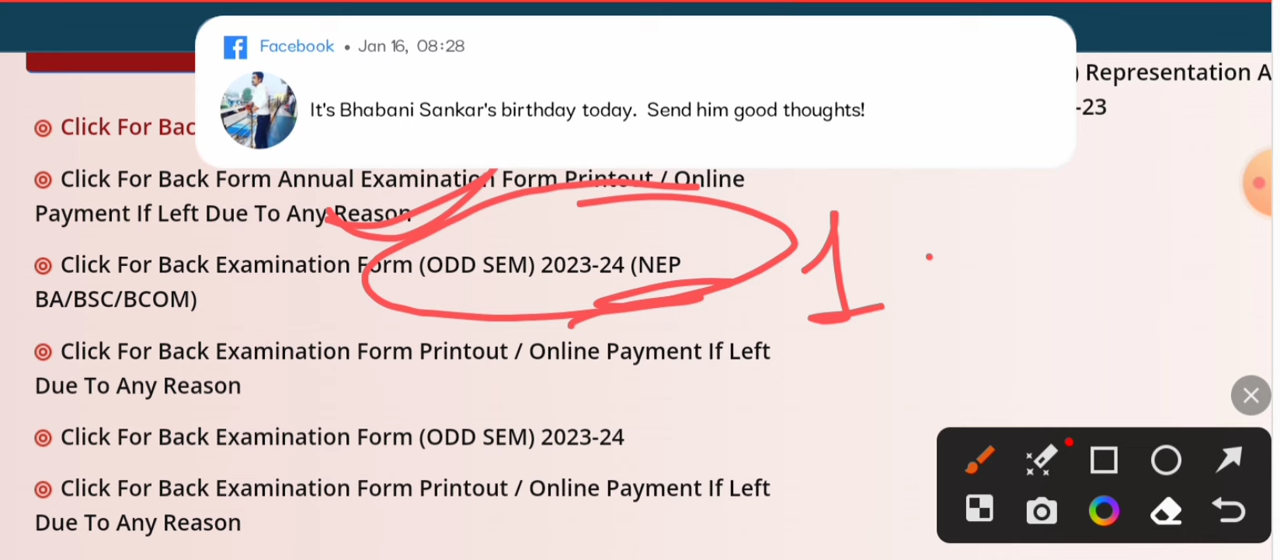 Facebook • Jan 16, 08:28
It's Bhabani Sankar's birthday today. Send him good thoughts!
) Representation A
-23
Click For Bac
Click For Back Form Annual Examination Form Printout / Online
Payment If Left Due To Any Reason
Click For Back Examination Form (ODD SEM) 2023-24 (NEP
BA/BSC/BCOM)
1
Click For Back Examination Form Printout / Online Payment If Left
Due To Any Reason
Click For Back Examination Form (ODD SEM) 2023-24
Click For Back Examination Form Printout / Online Payment If Left
Due To Any Reason